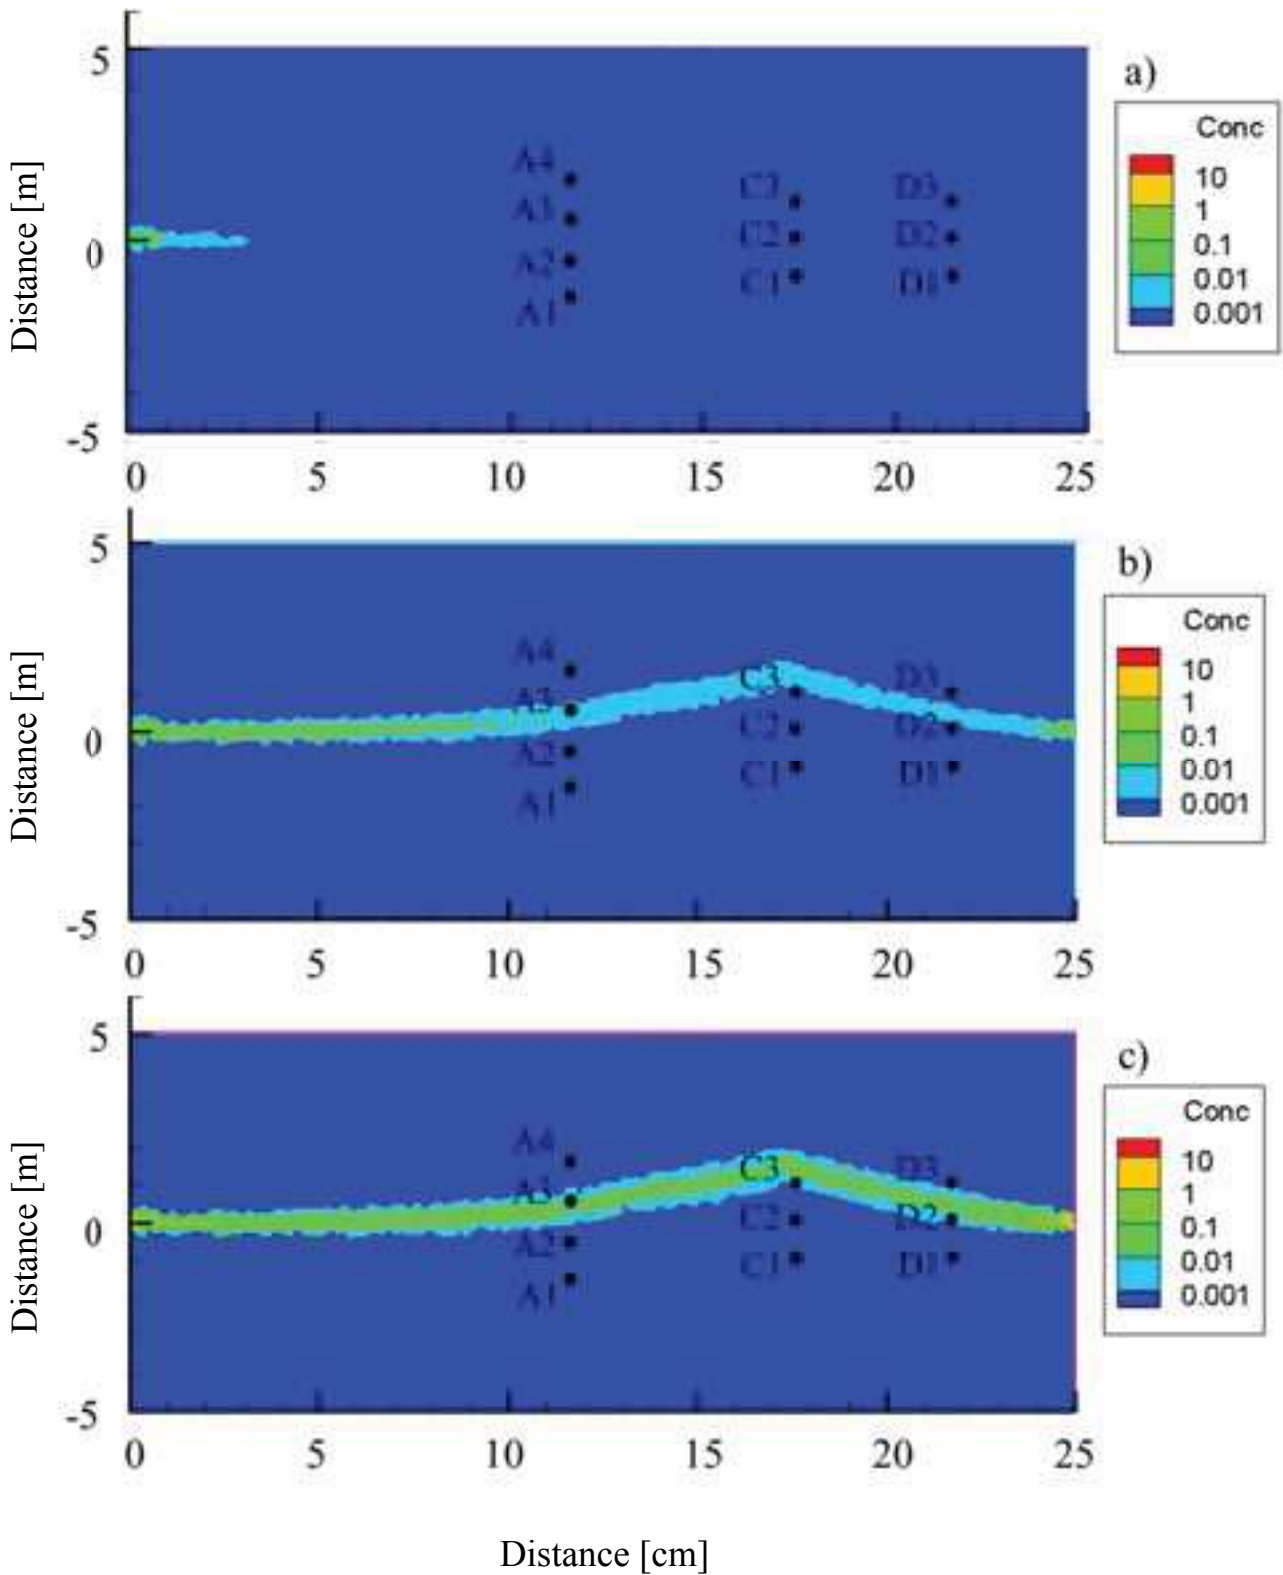 a)
Conc
10
1
0.1
0.01
0.001
Distance [m]
5
0
-5
A4
A3
A2
A1
C3
C2
C1
D3
D2
D1
0 5 10 15 20 25
b)
Conc
10
1
0.1
0.01
0.001
Distance [m]
5
0
-5
A4
A3
A2
A1
C3
C2
C1
D3
D2
D1
0 5 10 15 20 25
c)
Conc
10
1
0.1
0.01
0.001
Distance [m]
5
0
-5
A4
A3
A2
A1
C3
C2
C1
D3
D2
D1
0 5 10 15 20 25
Distance [cm]